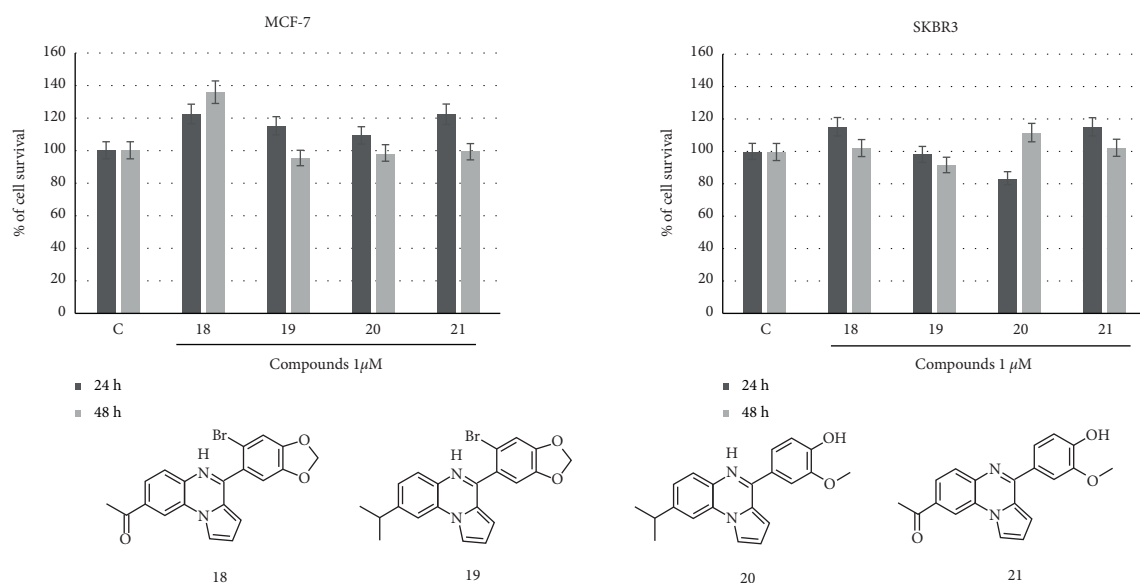 MCF-7
160
140
120
100
80
60
40
20
0
% of cell survival
C 18 19 20 21
Compounds 1μM
24 h
48 h
SKBR3
160
140
120
100
80
60
40
20
0
% of cell survival
C 18 19 20 21
Compounds 1 μM
24 h
48 h
Br
H
N
N
O
O
O
18
Br
H
N
N
O
O
19
H
N
N
OH
O
20
N
N
OH
O
O
21